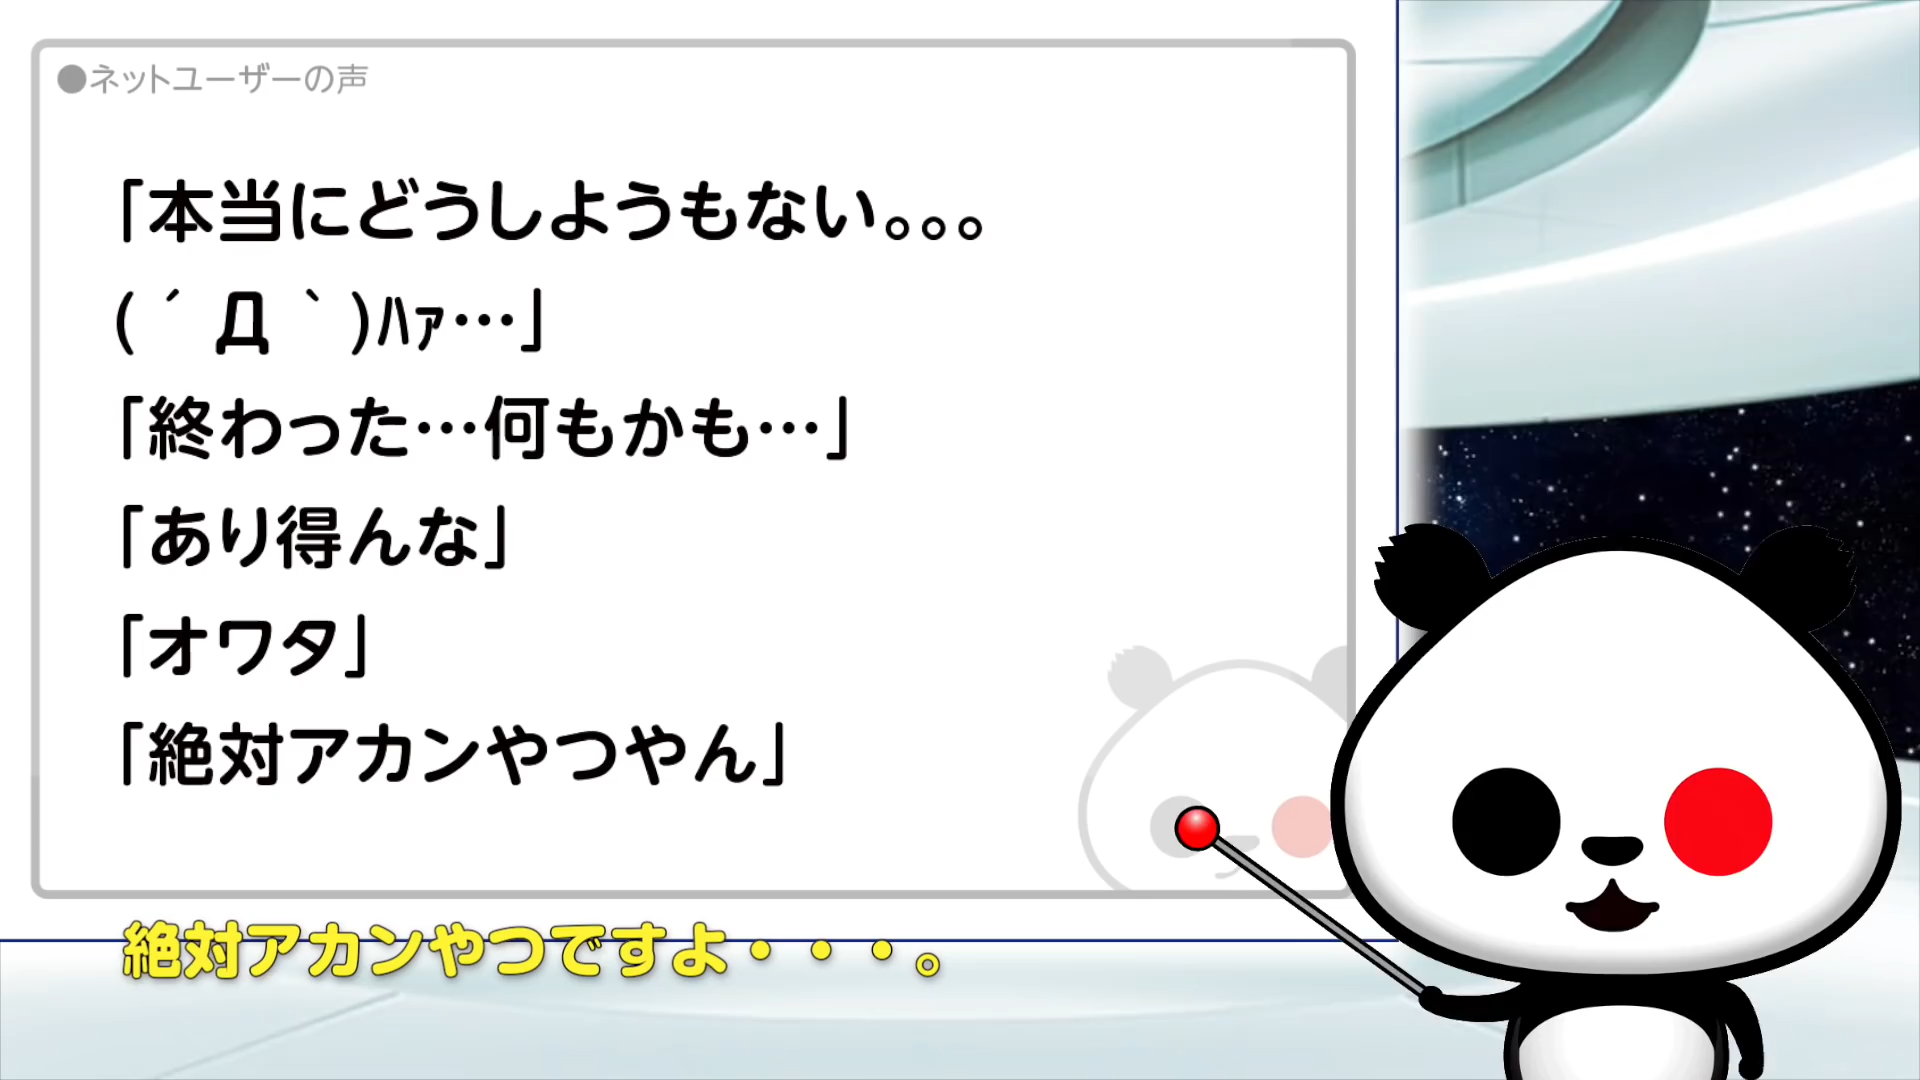 ●ネットユーザーの声
「本当にどうしようもない。。。
(´Д｀)ﾊｧ…」
「終わった…何もかも…」
「あり得んな」
「オワタ」
「絶対アカンやつやん」
絶対アカンやつですよ・・・。